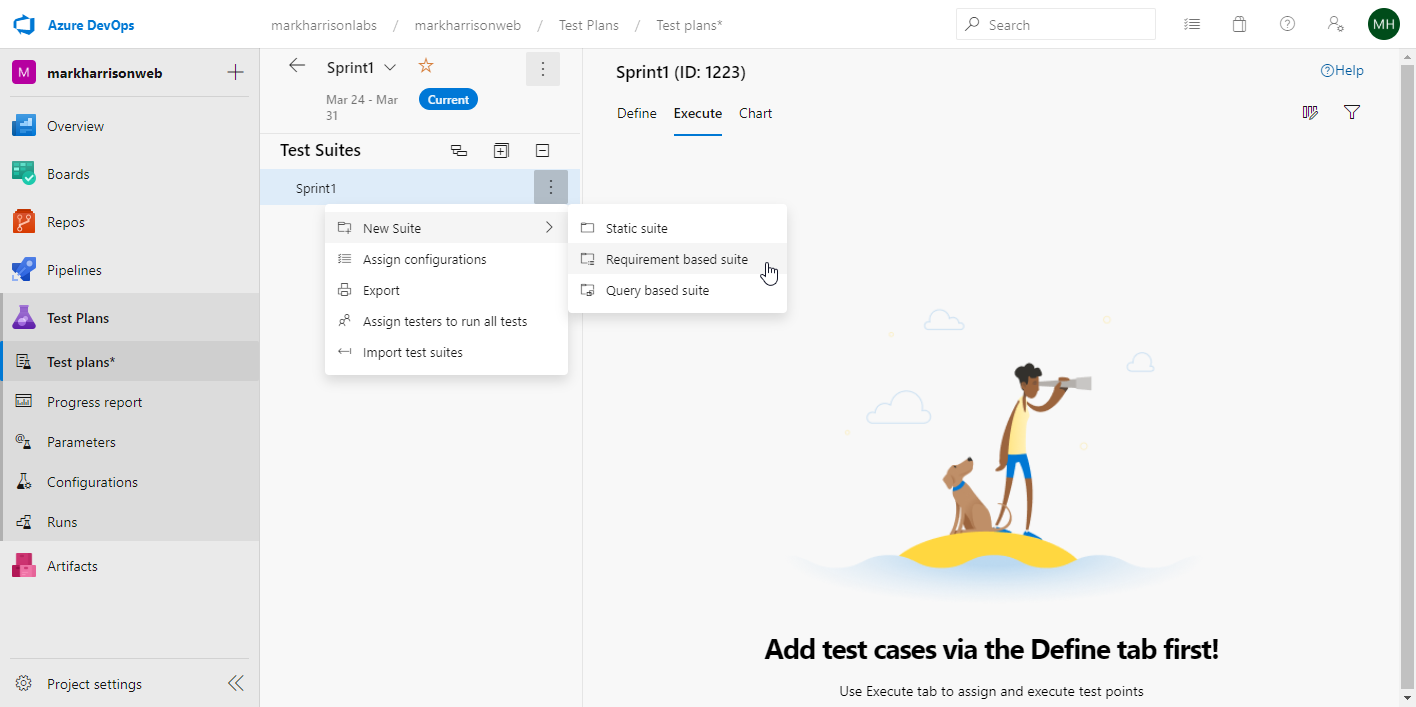 Azure DevOps
markharrisonlabs / markharrisonweb / Test Plans / Test plans*
Search
MH
M markharrisonweb
Overview
Boards
Repos
Pipelines
Test Plans
Test plans*
Progress report
Parameters
Configurations
Runs
Artifacts
Project settings
Sprint1
Mar 24 - Mar
31
Current
Test Suites
Sprint1
New Suite
Assign configurations
Export
Assign testers to run all tests
Import test suites
Static suite
Requirement based suite
Query based suite
Sprint1 (ID: 1223)
Help
Define Execute Chart
Add test cases via the Define tab first!
Use Execute tab to assign and execute test points